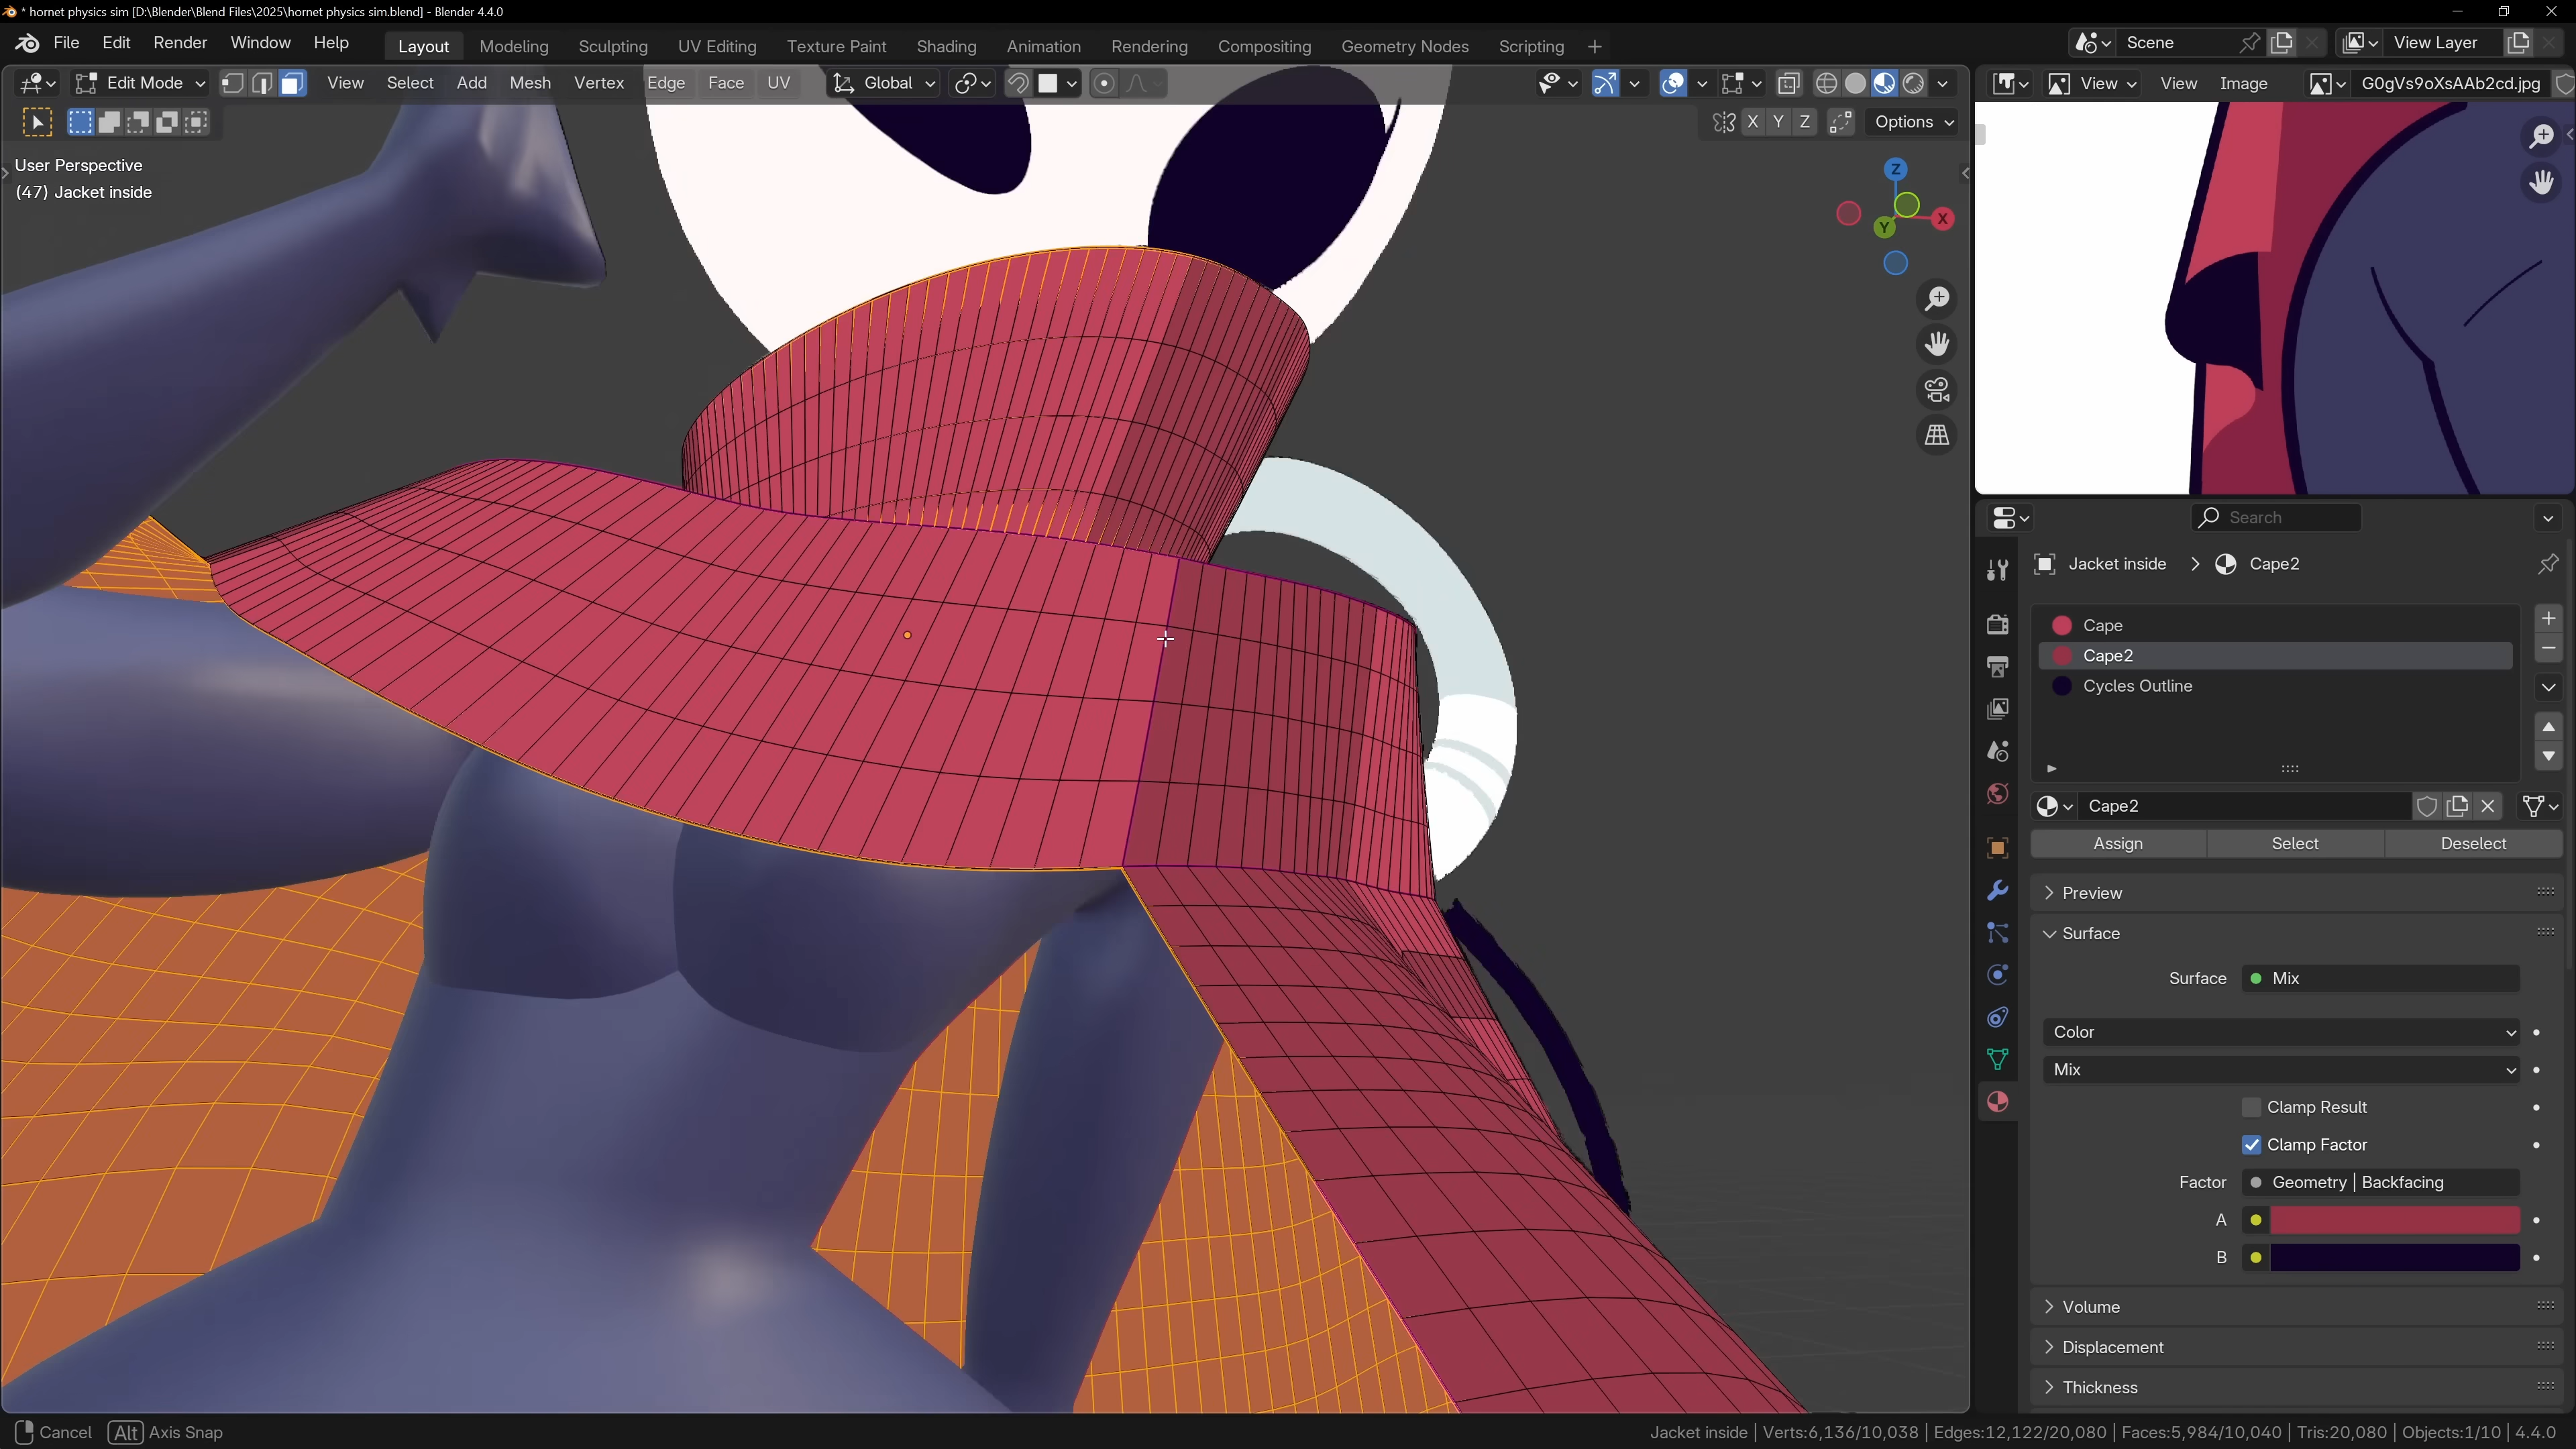 * hornet physics sim [D:\Blender\Blend Files\2025\hornet physics sim.blend] - Blender 4.4.0
File Edit Render Window Help Layout Modeling Sculpting UV Editing Texture Paint Shading Animation Rendering Compositing Geometry Nodes Scripting + Scene View Layer
Edit Mode View Select Add Mesh Vertex Edge Face UV Global View View Image G0gVs9oXsAAb2cd.jpg
X Y Z Options
User Perspective
(47) Jacket inside
Z
X
Y
Search
Jacket inside > Cape2
Cape
Cape2
Cycles Outline
Cape2
Assign Select Deselect
Preview
Surface
Surface Mix
Color
Mix
Clamp Result
Clamp Factor
Factor Geometry | Backfacing
A
B
Volume
Displacement
Thickness
Cancel Alt Axis Snap Jacket inside | Verts:6,136/10,038 | Edges:12,122/20,080 | Faces:5,984/10,040 | Tris:20,080 | Objects:1/10 | 4.4.0